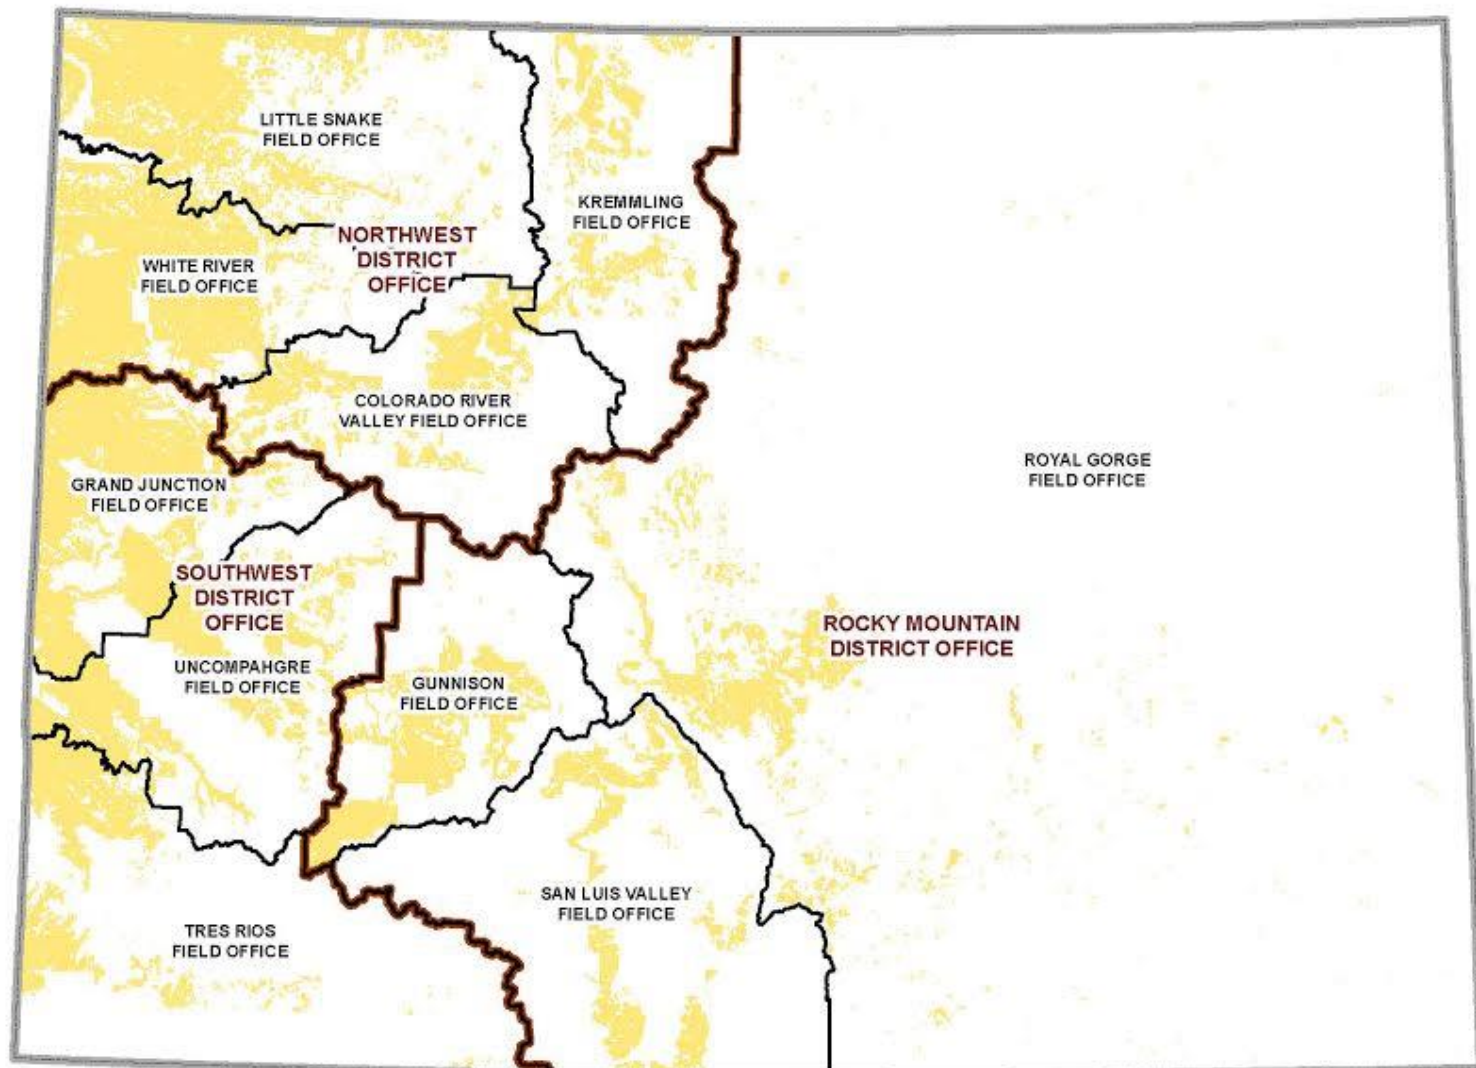 LITTLE SNAKE
FIELD OFFICE
KREMMLING
FIELD OFFICE
NORTHWEST
DISTRICT
OFFICE
WHITE RIVER
FIELD OFFICE
COLORADO RIVER
VALLEY FIELD OFFICE
ROYAL GORGE
FIELD OFFICE
GRAND JUNCTION
FIELD OFFICE
SOUTHWEST
DISTRICT
OFFICE
ROCKY MOUNTAIN
DISTRICT OFFICE
UNCOMPAHGRE
FIELD OFFICE
GUNNISON
FIELD OFFICE
SAN LUIS VALLEY
FIELD OFFICE
TRES RIOS
FIELD OFFICE